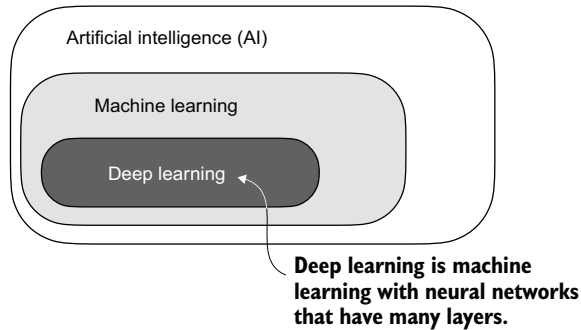 Artificial intelligence (AI)
Machine learning
Deep learning
Deep learning is machine
learning with neural networks
that have many layers.